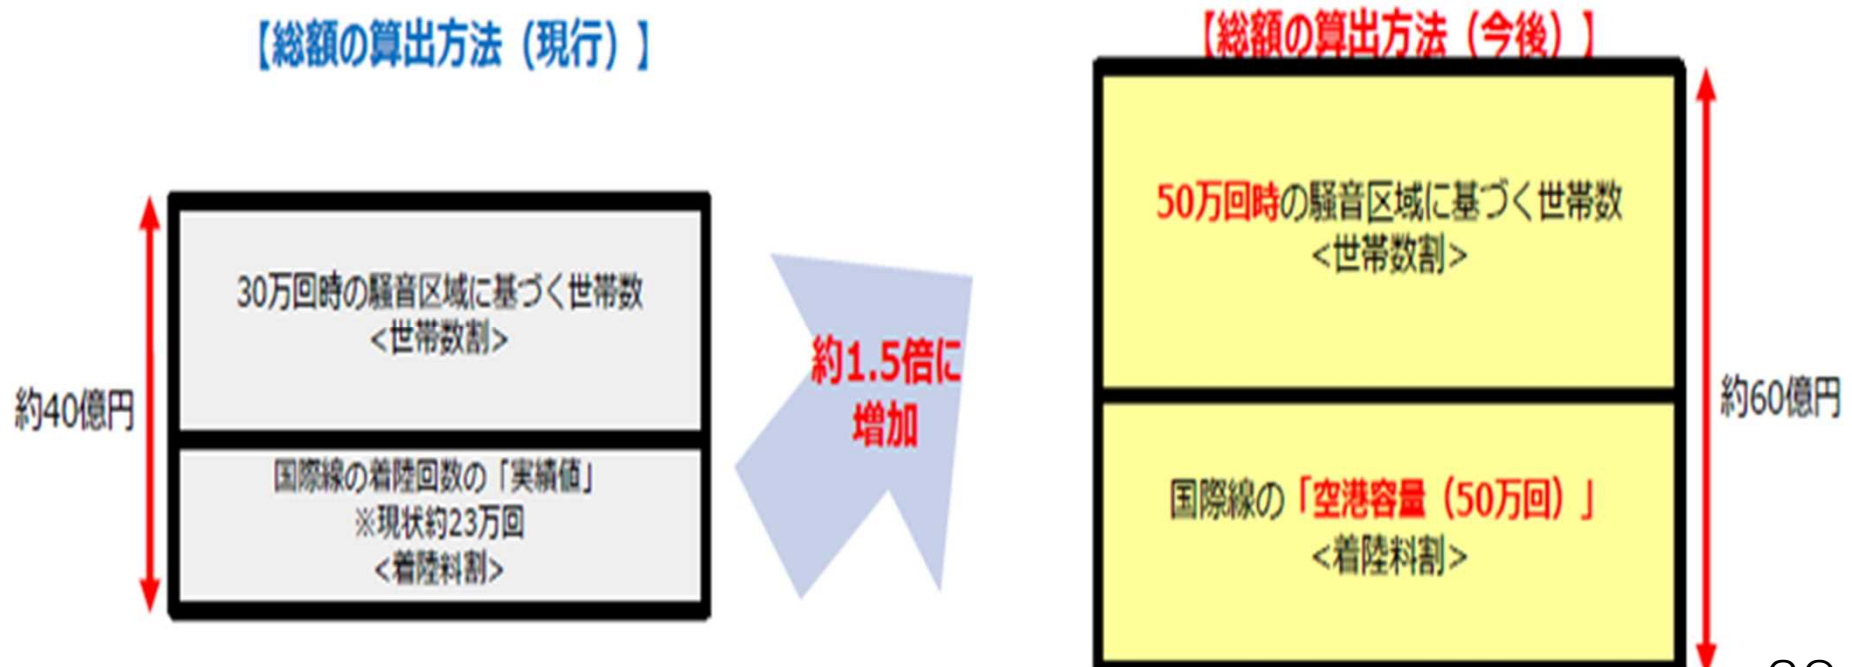 【総額の算出方法（現行）】
約40億円
30万回時の騒音区域に基づく世帯数
<世帯数割>
国際線の着陸回数の「実績値」
※現状約23万回
<着陸料割>
約1.5倍に
増加
【総額の算出方法（今後）】
50万回時の騒音区域に基づく世帯数
<世帯数割>
国際線の「空港容量（50万回）」
<着陸料割>
約60億円